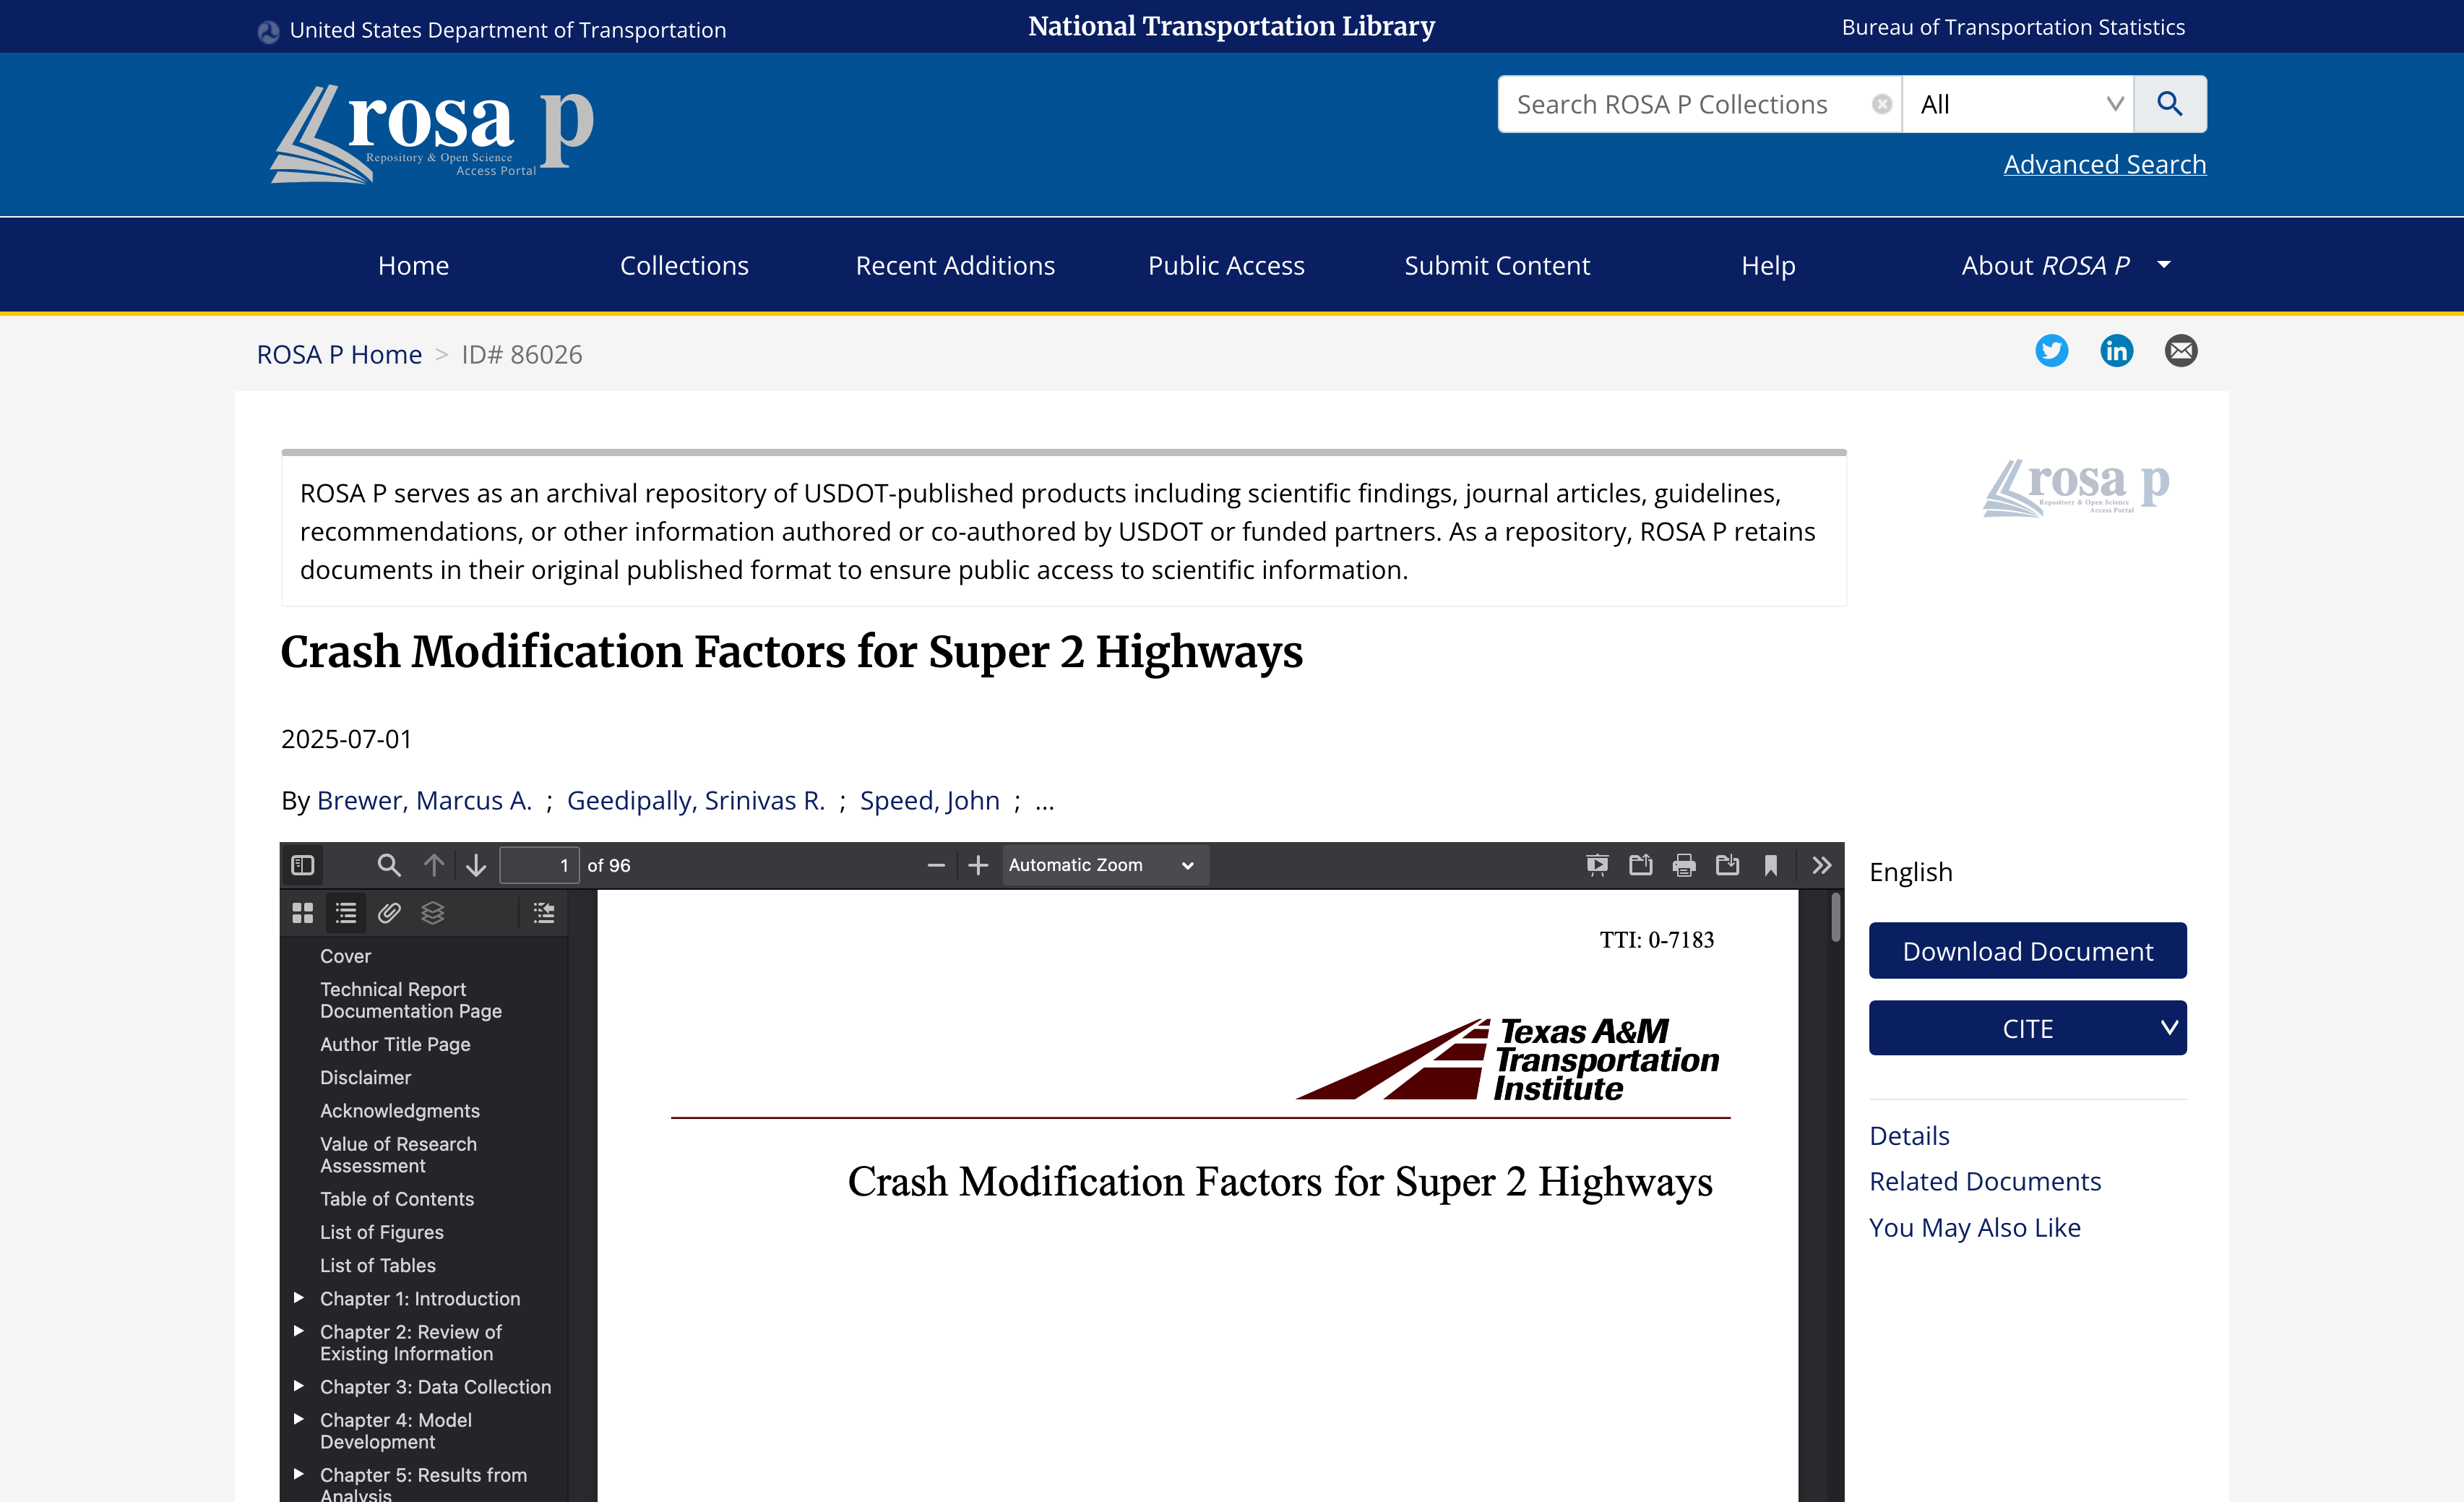 United States Department of Transportation
National Transportation Library
Bureau of Transportation Statistics
rosa p
Repository & Open Science
Access Portal
Search ROSA P Collections
All
Advanced Search
Home
Collections
Recent Additions
Public Access
Submit Content
Help
About ROSA P
ROSA P Home > ID# 86026
in
ROSA P serves as an archival repository of USDOT-published products including scientific findings, journal articles, guidelines,
recommendations, or other information authored or co-authored by USDOT or funded partners. As a repository, ROSA P retains
documents in their original published format to ensure public access to scientific information.
rosa p
Repository & Open Science
Access Portal
Crash Modification Factors for Super 2 Highways
2025-07-01
By Brewer, Marcus A. ; Geedipally, Srinivas R. ; Speed, John ; ...
1 of 96
Automatic Zoom
Cover
Technical Report
Documentation Page
Author Title Page
Disclaimer
Acknowledgments
Value of Research
Assessment
Table of Contents
List of Figures
List of Tables
Chapter 1: Introduction
Chapter 2: Review of
Existing Information
Chapter 3: Data Collection
Chapter 4: Model
Development
Chapter 5: Results from
Analysis
TTI: 0-7183
Texas A&M
Transportation
Institute
Crash Modification Factors for Super 2 Highways
English
Download Document
CITE
Details
Related Documents
You May Also Like